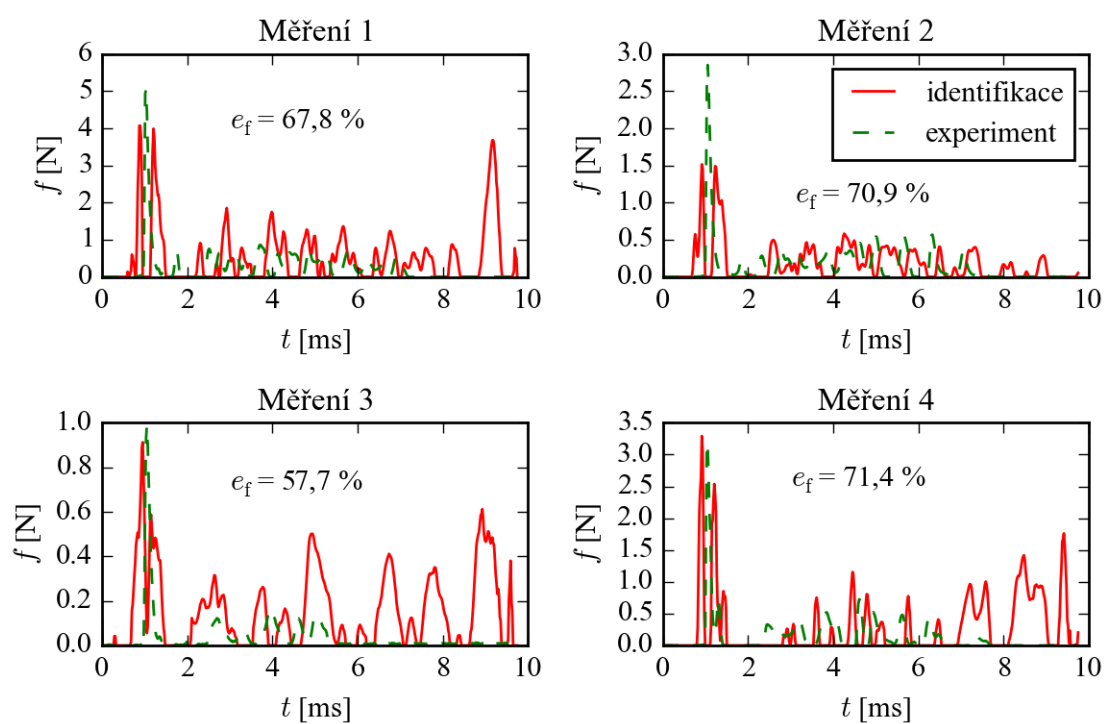 Měření 1
6
5
4
3
2
1
0
f [N]
e_f = 67,8 %
0 2 4 6 8 10
t [ms]
Měření 2
3.0
2.5
2.0
1.5
1.0
0.5
0.0
f [N]
identifikace
experiment
e_f = 70,9 %
0 2 4 6 8 10
t [ms]
Měření 3
1.0
0.8
0.6
0.4
0.2
0.0
f [N]
e_f = 57,7 %
0 2 4 6 8 10
t [ms]
Měření 4
3.5
3.0
2.5
2.0
1.5
1.0
0.5
0.0
f [N]
e_f = 71,4 %
0 2 4 6 8 10
t [ms]